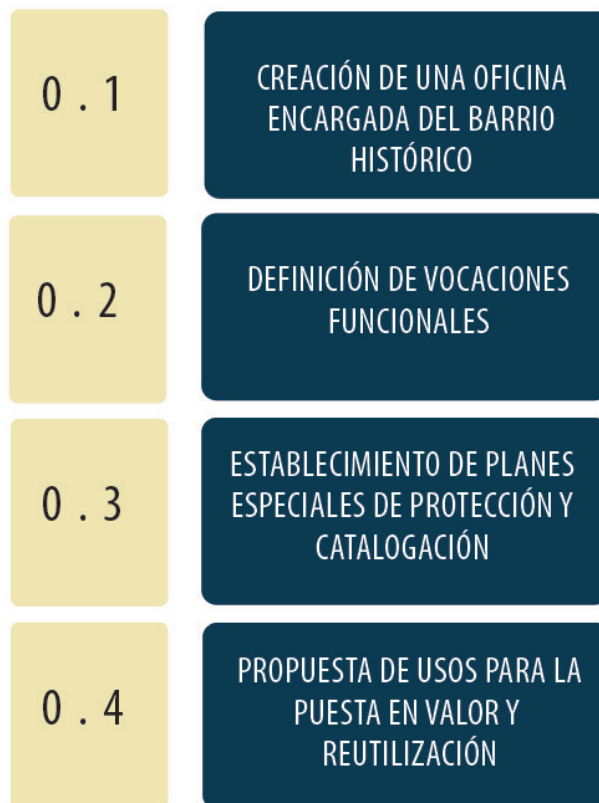 0 . 1
CREACIÓN DE UNA OFICINA
ENCARGADA DEL BARRIO
HISTÓRICO
0 . 2
DEFINICIÓN DE VOCACIONES
FUNCIONALES
0 . 3
ESTABLECIMIENTO DE PLANES
ESPECIALES DE PROTECCIÓN Y
CATALOGACIÓN
0 . 4
PROPUESTA DE USOS PARA LA
PUESTA EN VALOR Y
REUTILIZACIÓN